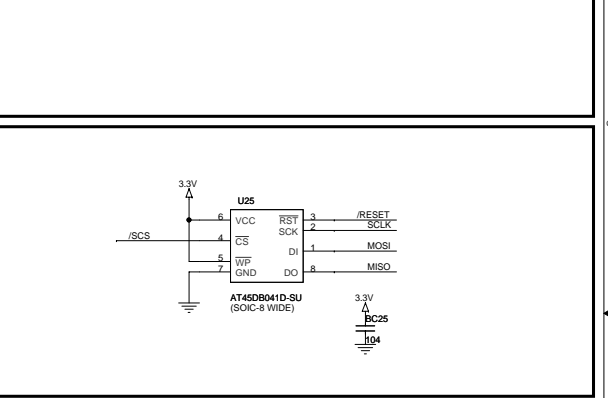 3.3V
U25
6 VCC RST 3 /RESET
SCK 2 SCLK
/SCS 4 CS
DI 1 MOSI
5 WP
7 GND DO 8 MISO
AT45DB041D-SU
(SOIC-8 WIDE)
3.3V
BC25
104